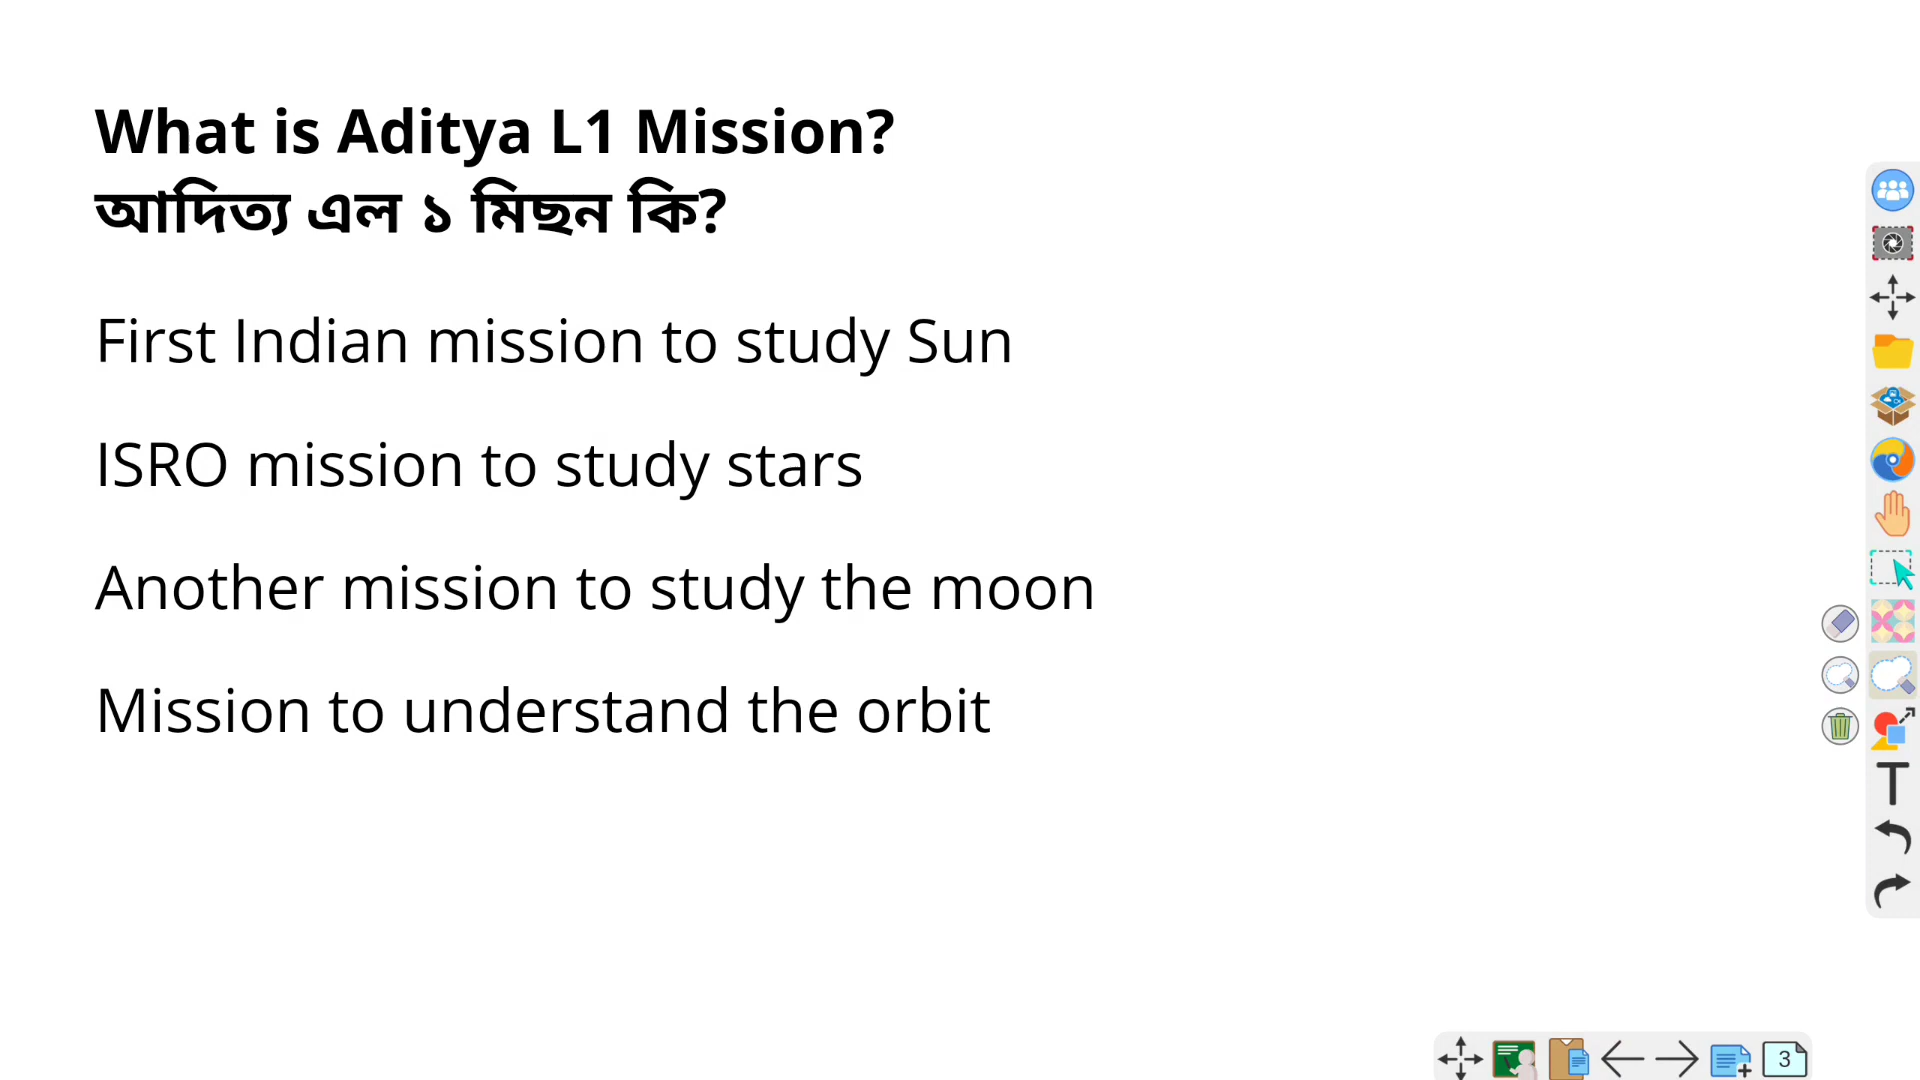 What is Aditya L1 Mission?
আদিত্য এল ১ মিছন কি?
First Indian mission to study Sun
ISRO mission to study stars
Another mission to study the moon
Mission to understand the orbit
T
3